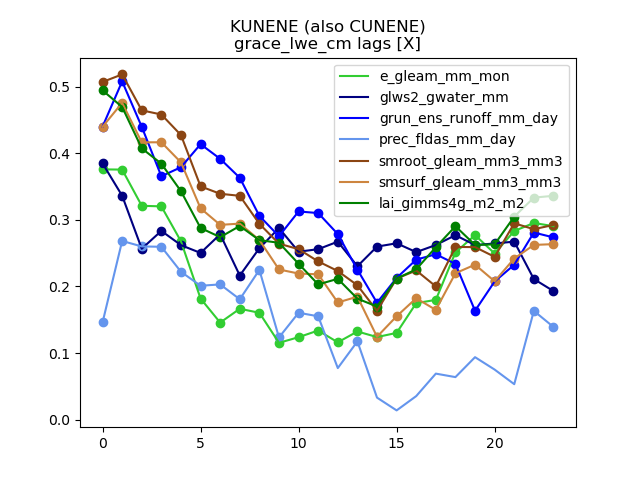 KUNENE (also CUNENE)
grace_lwe_cm lags [X]
e_gleam_mm_mon
glws2_gwater_mm
grun_ens_runoff_mm_day
prec_fldas_mm_day
smroot_gleam_mm3_mm3
smsurf_gleam_mm3_mm3
lai_gimms4g_m2_m2
0.5
0.4
0.3
0.2
0.1
0.0
0 5 10 15 20